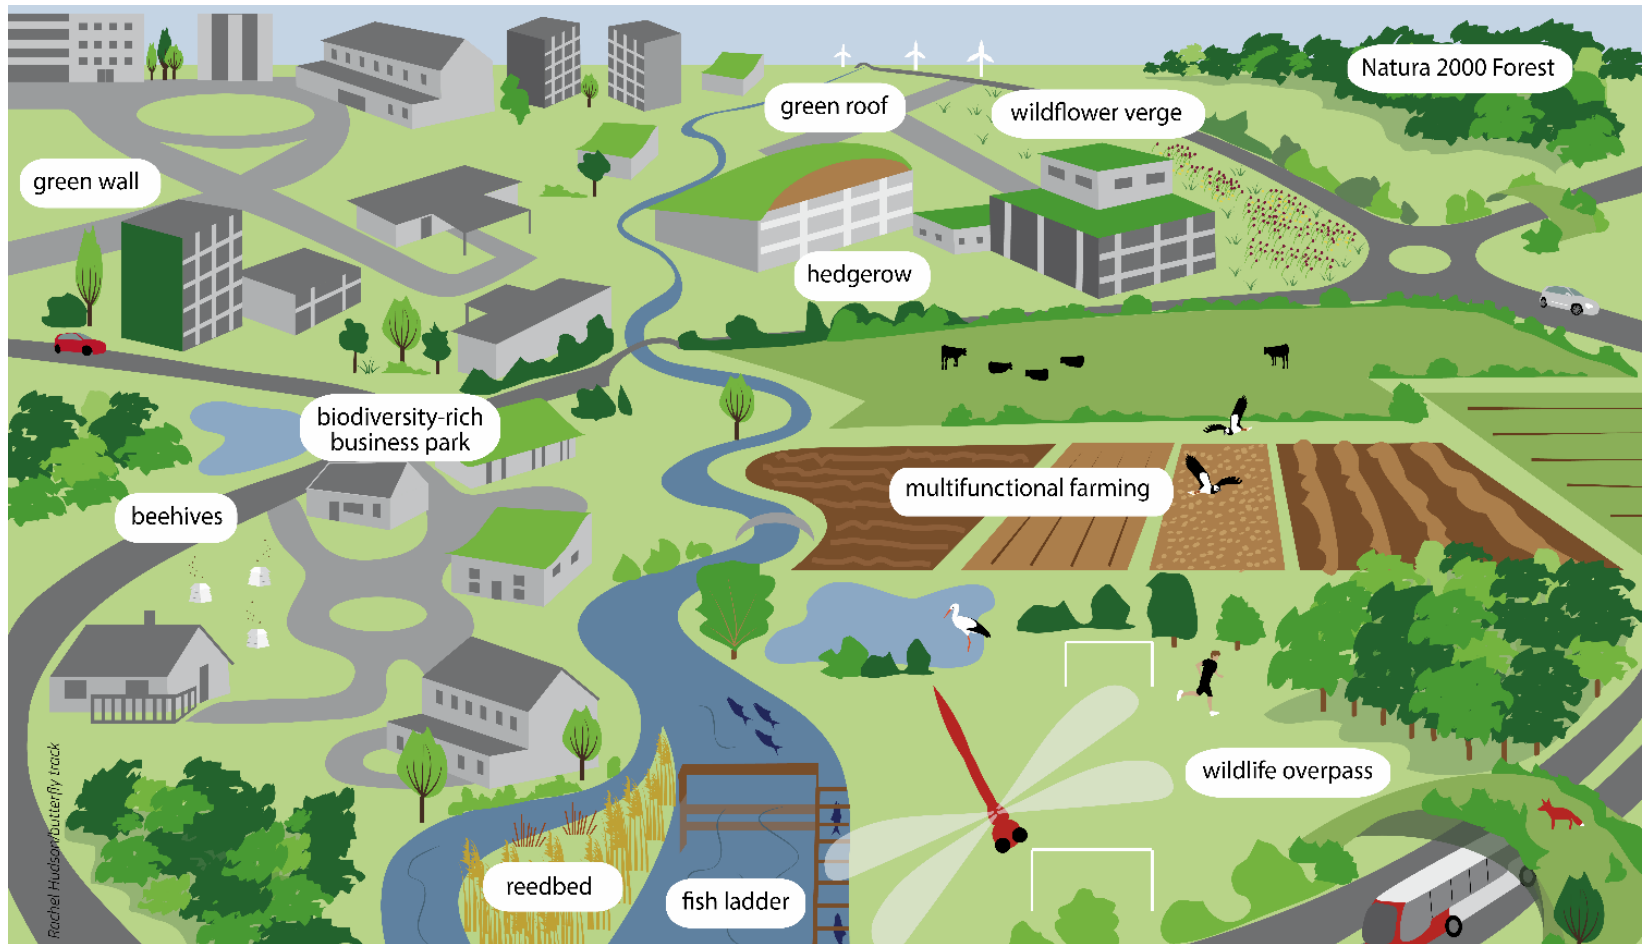 Natura 2000 Forest
green roof
wildflower verge
green wall
hedgerow
biodiversity-rich
business park
multifunctional farming
beehives
wildlife overpass
reedbed
fish ladder
Rachel Hudson/butterfly track